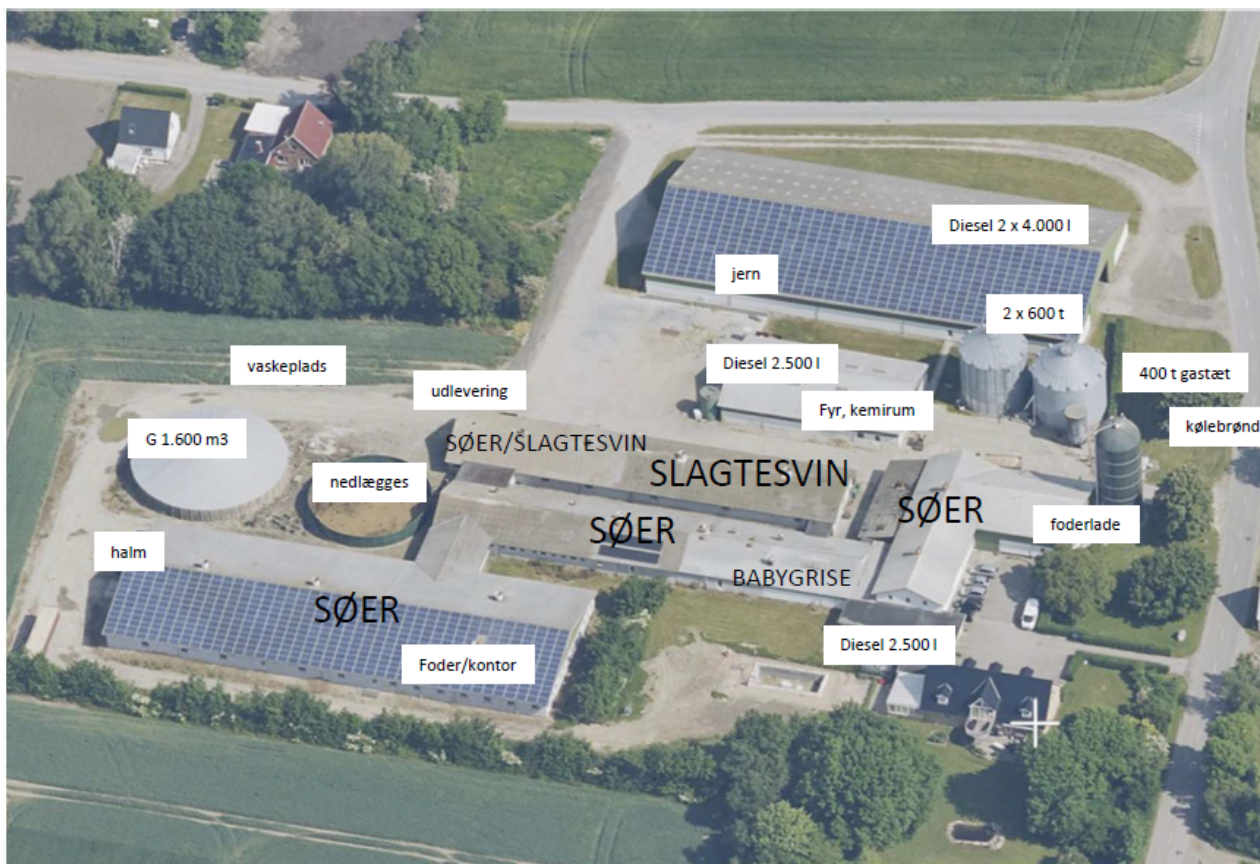 Diesel 2 x 4.000 l
jern
2 x 600 t
vaskeplads
Diesel 2.500 l
400 t gastæt
udlevering
Fyr, kemirum
kølebrønd
G 1.600 m3
SØER/SLAGTESVIN
nedlægges
SLAGTESVIN
SØER
SØER
foderlade
halm
BABYGRISE
SØER
Diesel 2.500 l
Foder/kontor